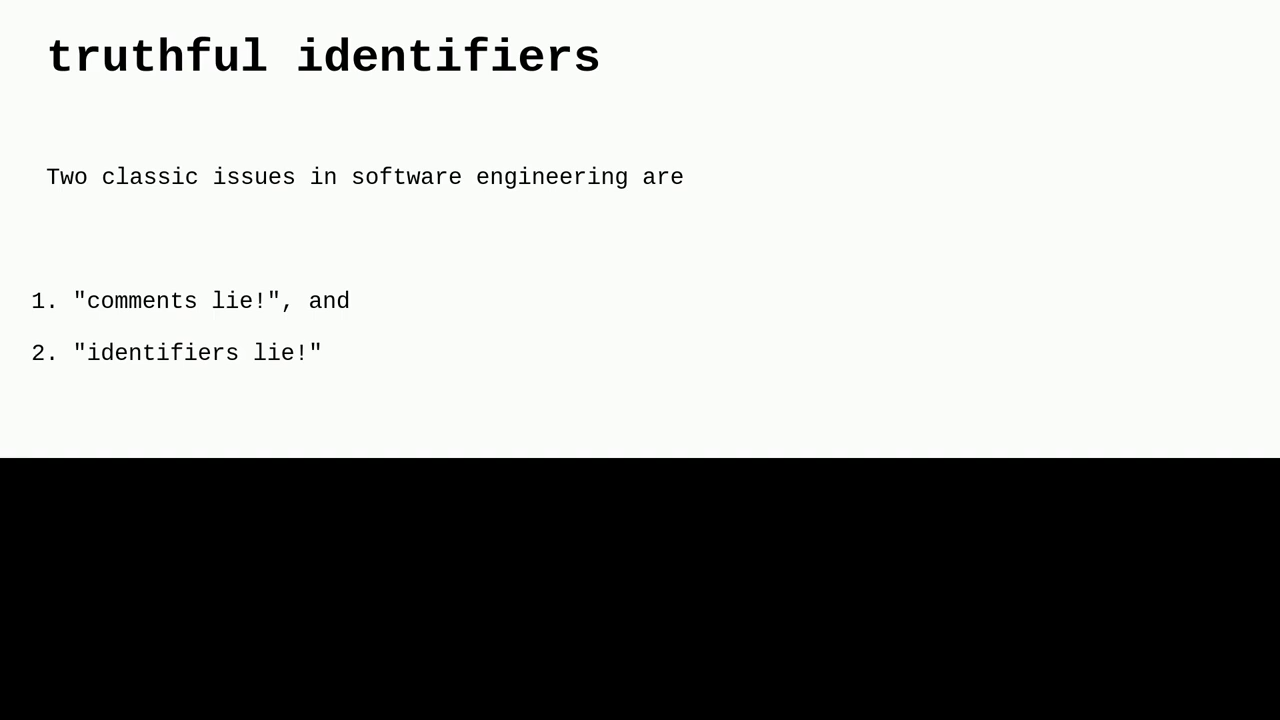 truthful identifiers
Two classic issues in software engineering are
1. "comments lie!", and
2. "identifiers lie!"